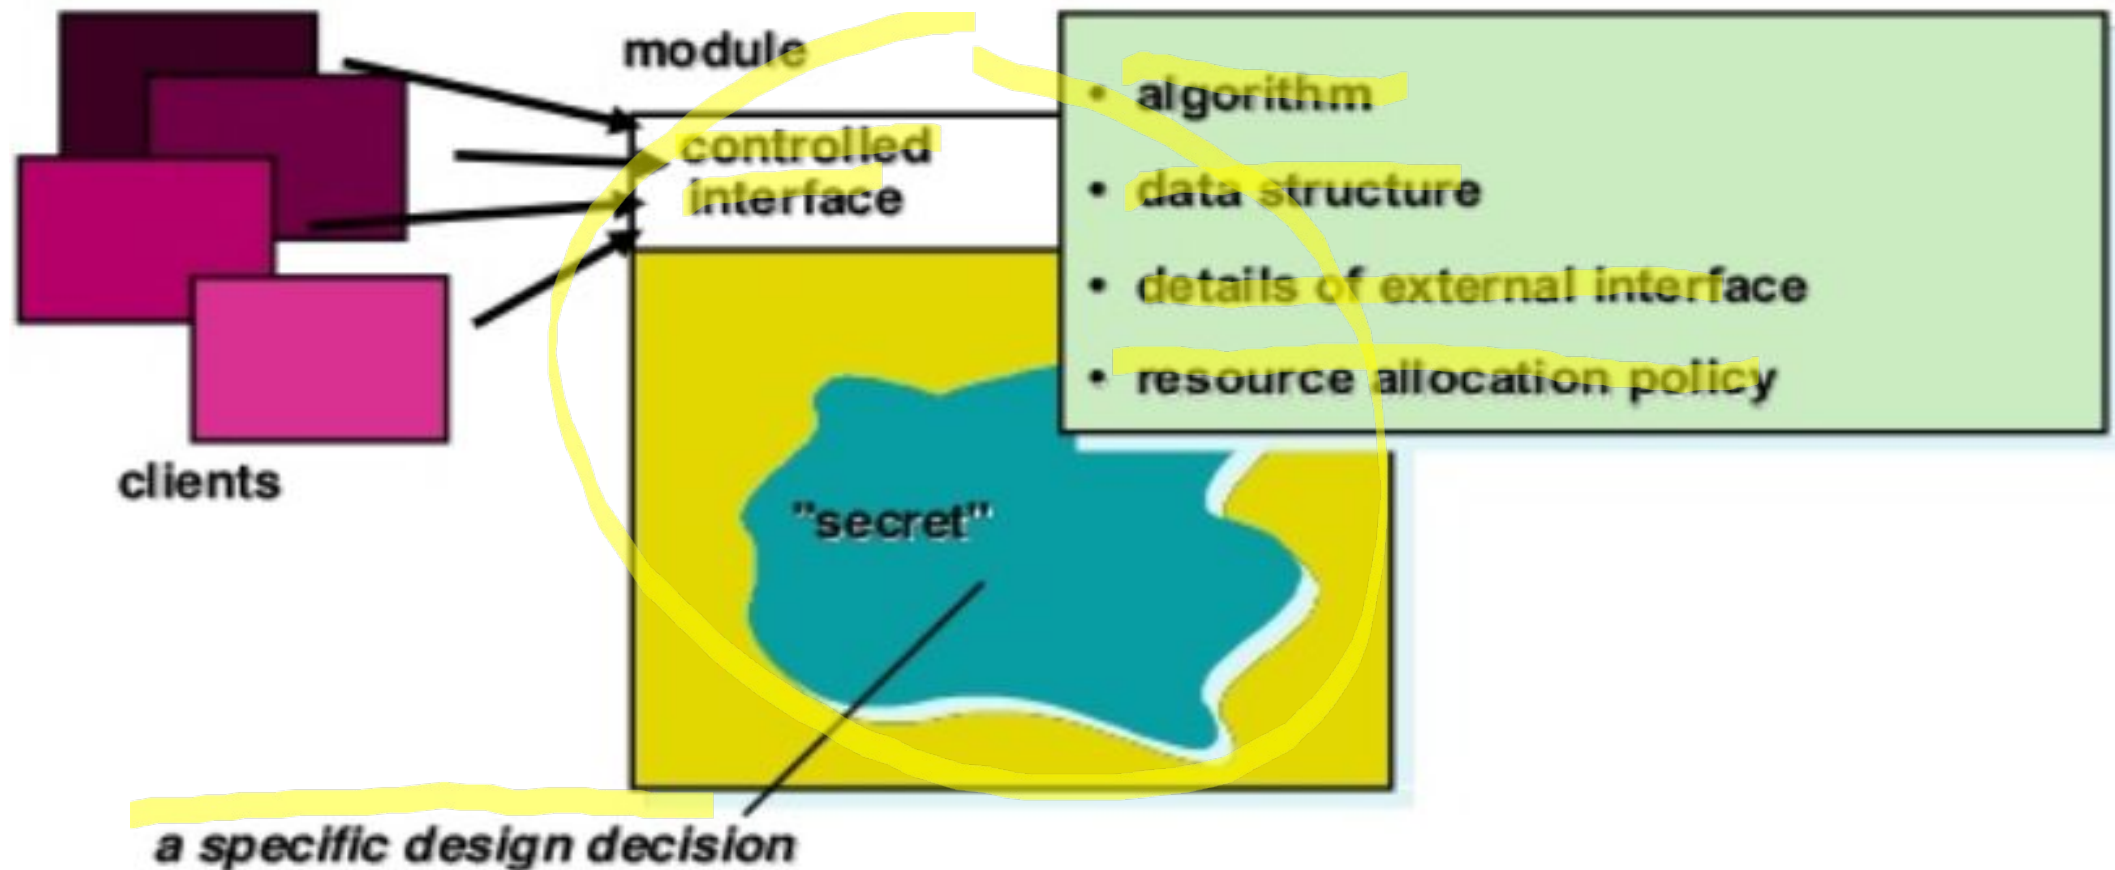 module
controlled
interface
• algorithm
• data structure
• details of external interface
• resource allocation policy
clients
"secret"
a specific design decision